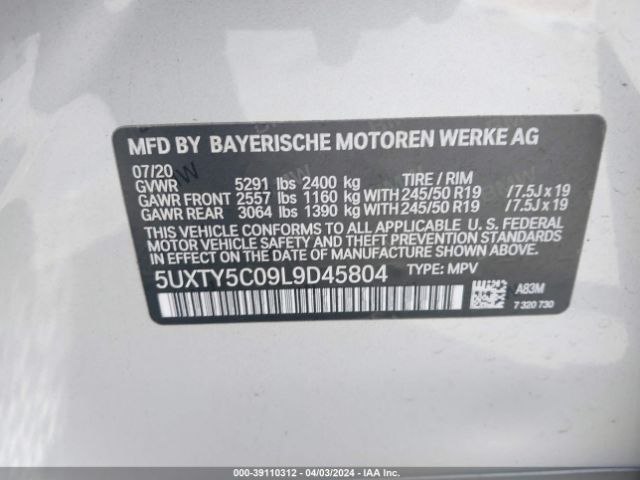 MFD BY BAYERISCHE MOTOREN WERKE AG
07/20
GVWR 5291 lbs 2400 kg TIRE / RIM
GAWR FRONT 2557 lbs 1160 kg WITH 245/50 R19 /7.5J x 19
GAWR REAR 3064 lbs 1390 kg WITH 245/50 R19 /7.5J x 19
THIS VEHICLE CONFORMS TO ALL APPLICABLE U. S. FEDERAL
MOTOR VEHICLE SAFETY AND THEFT PREVENTION STANDARDS
IN EFFECT ON THE DATE OF MANUFACTURE SHOWN ABOVE.
5UXTY5C09L9D45804 TYPE: MPV
A83M
7 320 730
000-39110312 - 04/03/2024 - IAAI.COM